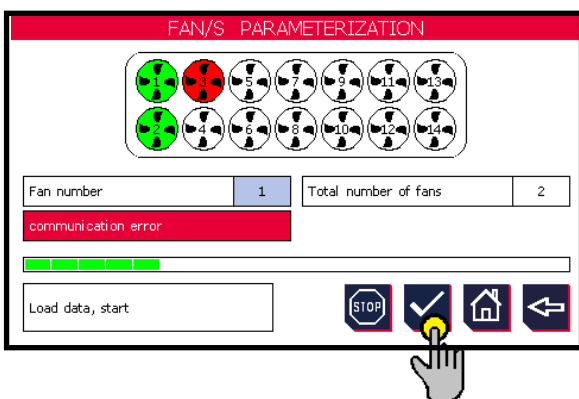 FAN/S PARAMETERIZATION
1 3 5 7 9 11 13
2 4 6 8 10 12 14
Fan number 1 Total number of fans 2
communication error
Load data, start STOP